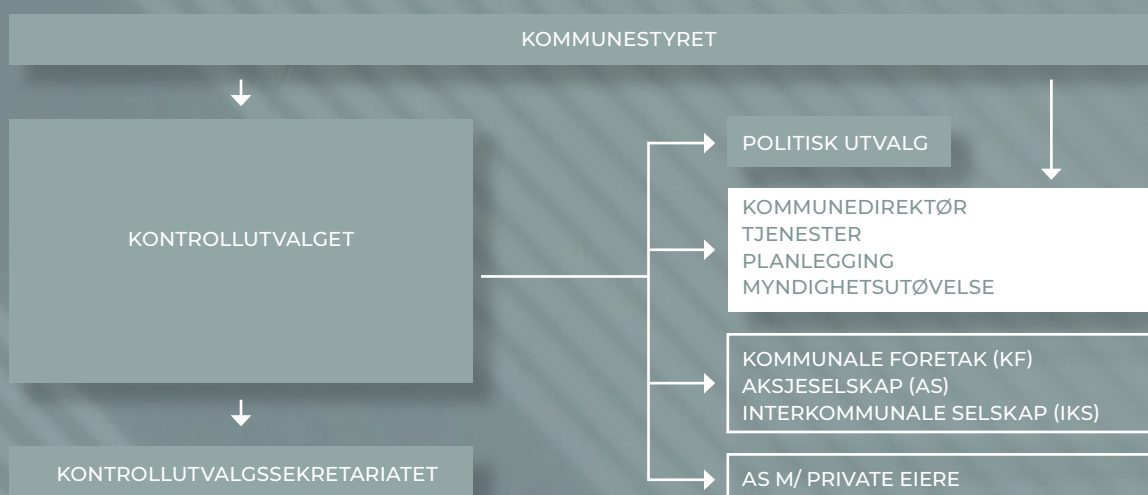 KOMMUNESTYRET
KONTROLLUTVALGET
KONTROLLUTVALGSSEKRETARIATET
POLITISK UTVALG
KOMMUNEDIREKTØR
TJENESTER
PLANLEGGING
MYNDIGHETSUTØVELSE
KOMMUNALE FORETAK (KF)
AKSJESELSKAP (AS)
INTERKOMMUNALE SELSKAP (IKS)
AS M/ PRIVATE EIERE